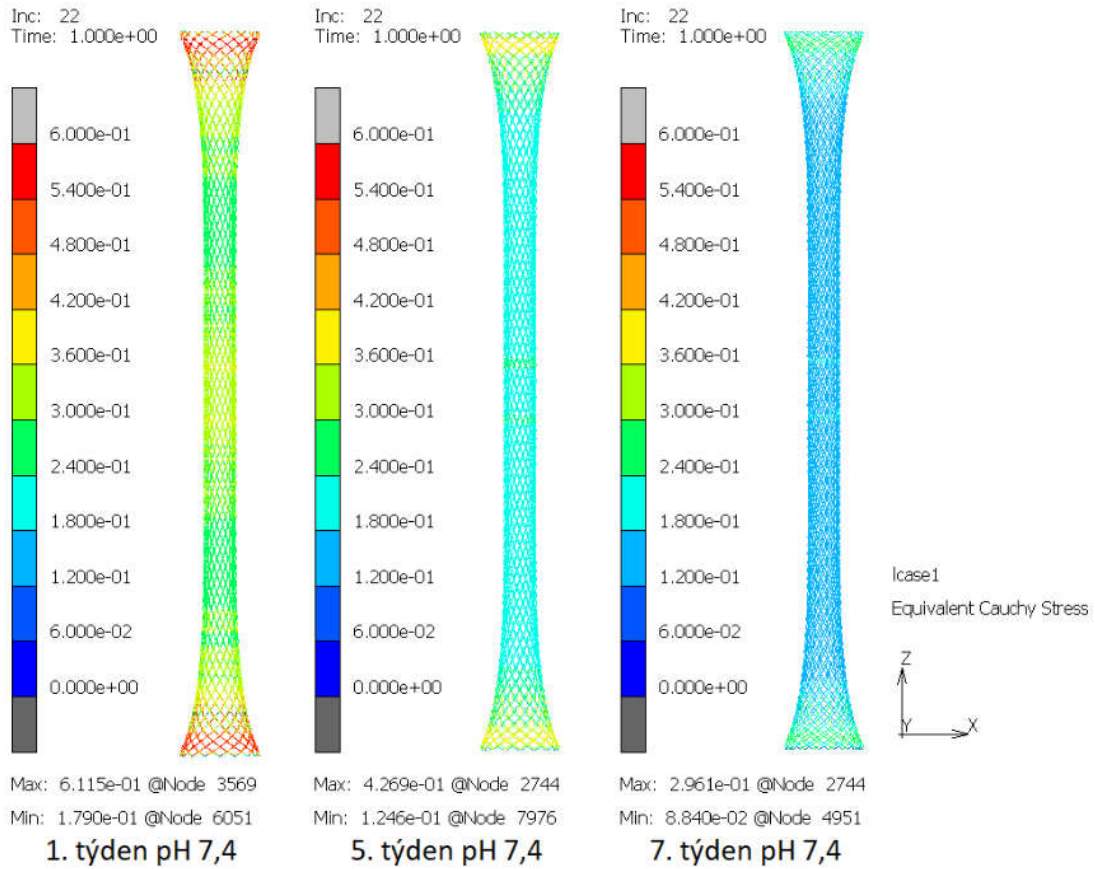 Inc: 22
Time: 1.000e+00
6.000e-01
5.400e-01
4.800e-01
4.200e-01
3.600e-01
3.000e-01
2.400e-01
1.800e-01
1.200e-01
6.000e-02
0.000e+00
Max: 6.115e-01 @Node 3569
Min: 1.790e-01 @Node 6051
1. týden pH 7,4
Inc: 22
Time: 1.000e+00
6.000e-01
5.400e-01
4.800e-01
4.200e-01
3.600e-01
3.000e-01
2.400e-01
1.800e-01
1.200e-01
6.000e-02
0.000e+00
Max: 4.269e-01 @Node 2744
Min: 1.246e-01 @Node 7976
5. týden pH 7,4
Inc: 22
Time: 1.000e+00
6.000e-01
5.400e-01
4.800e-01
4.200e-01
3.600e-01
3.000e-01
2.400e-01
1.800e-01
1.200e-01
6.000e-02
0.000e+00
Max: 2.961e-01 @Node 2744
Min: 8.840e-02 @Node 4951
7. týden pH 7,4
lcase1
Equivalent Cauchy Stress
Z
Y
X